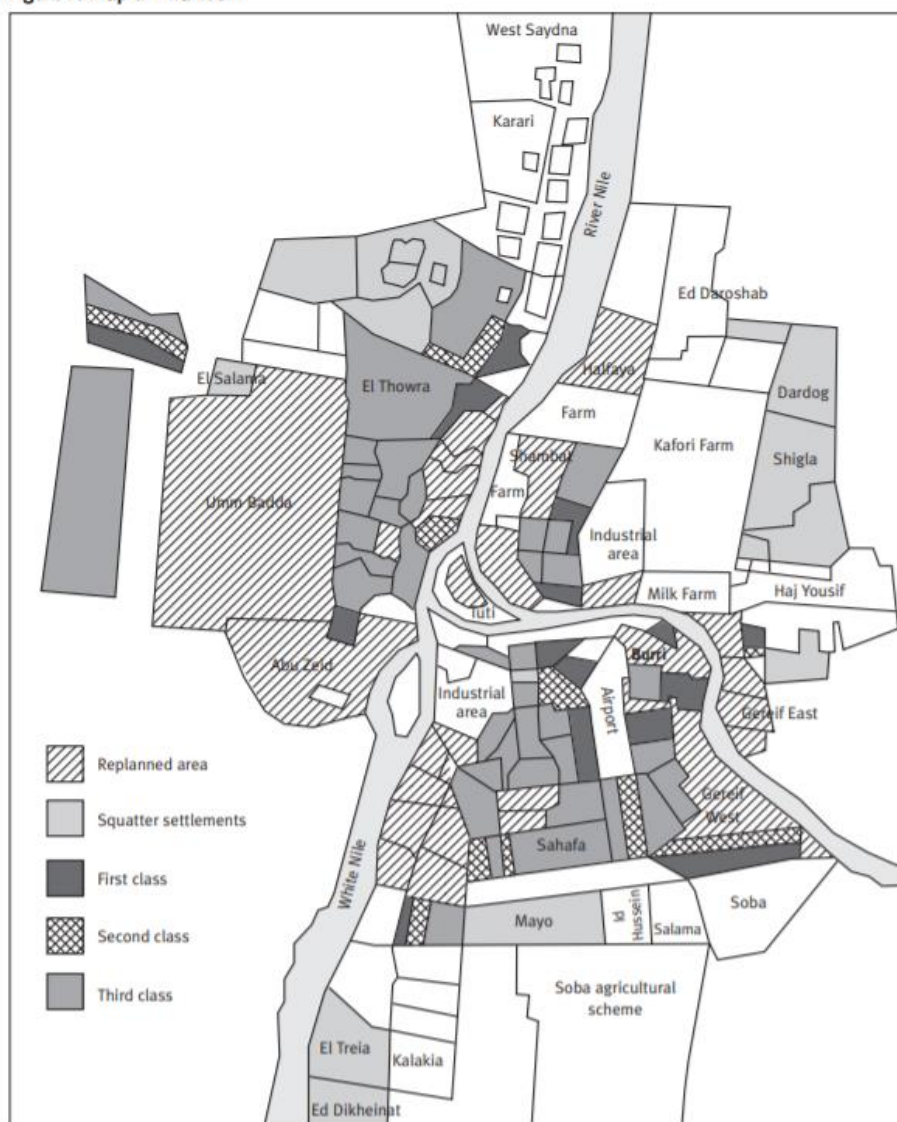 West Saydna
Karari
River Nile
Ed Daroshab
Halfaya
El Salama
El Thowra
Farm
Dardog
Kafori Farm
Shambat
Shigla
Farm
Umm Badda
Industrial
area
Milk Farm
Haj Yousif
Tuti
Abu Zeid
Burri
Industrial
area
Airport
Gereif East
Gereif
West
Replanned area
Squatter settlements
First class
Second class
Third class
White Nile
Sahafa
Mayo
Id
Hussein
Salama
Soba
Soba agricultural
scheme
El Treia
Kalakia
Ed Dikheinat